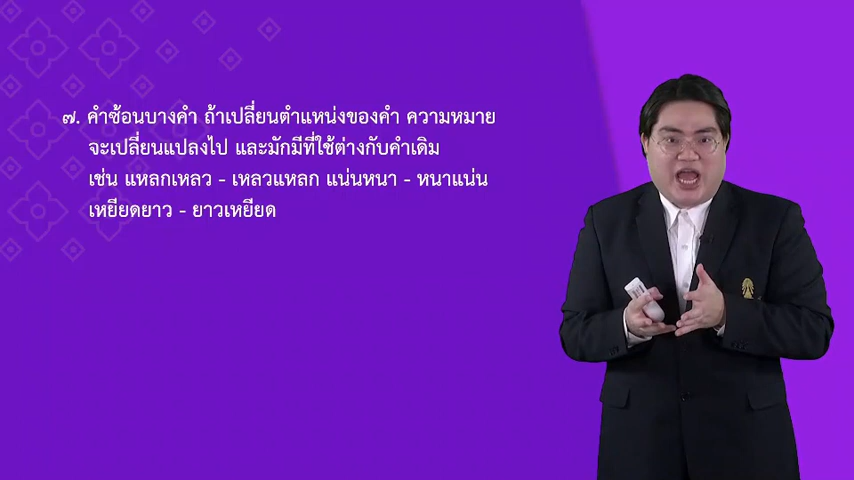 ๗. คำซ้อนบางคำ ถ้าเปลี่ยนตำแหน่งของคำ ความหมาย
จะเปลี่ยนแปลงไป และมักมีที่ใช้ต่างกับคำเดิม
เช่น แหลกเหลว - เหลวแหลก แน่นหนา - หนาแน่น
เหยียดยาว - ยาวเหยียด